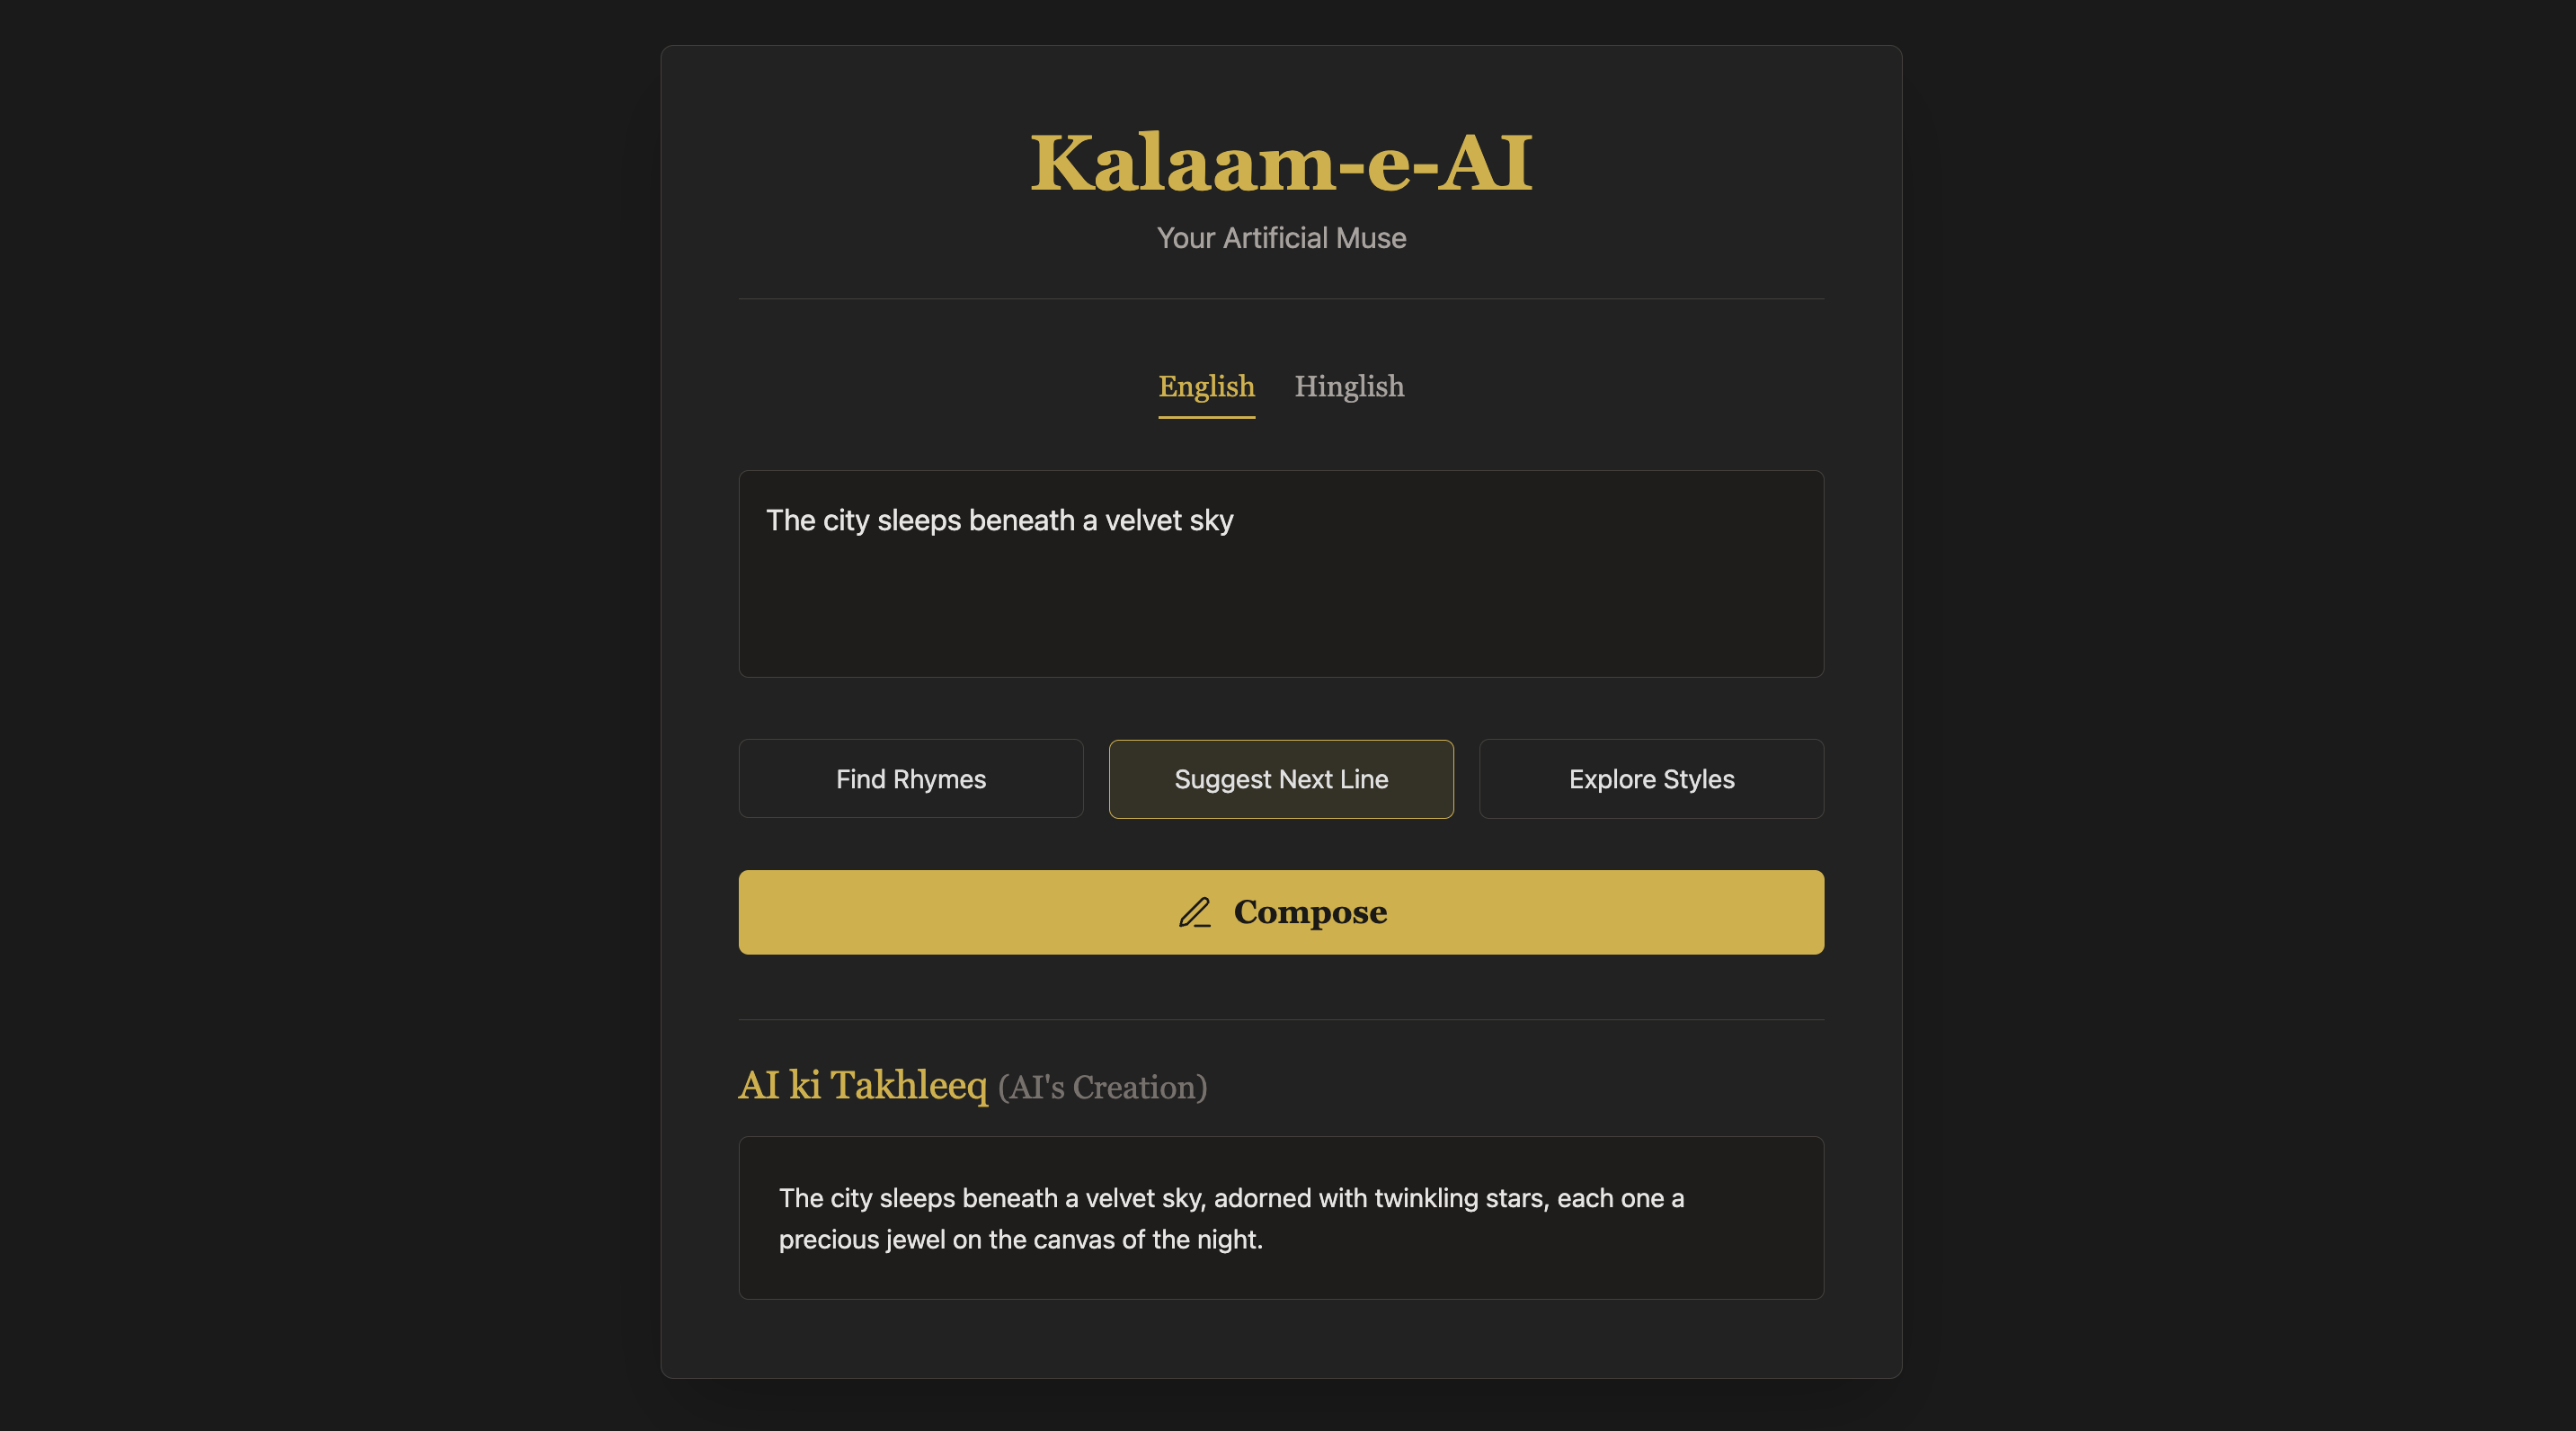 Kalaam-e-AI
Your Artificial Muse
English Hinglish
The city sleeps beneath a velvet sky
Find Rhymes Suggest Next Line Explore Styles
Compose
AI ki Takhleeq (AI's Creation)
The city sleeps beneath a velvet sky, adorned with twinkling stars, each one a
precious jewel on the canvas of the night.